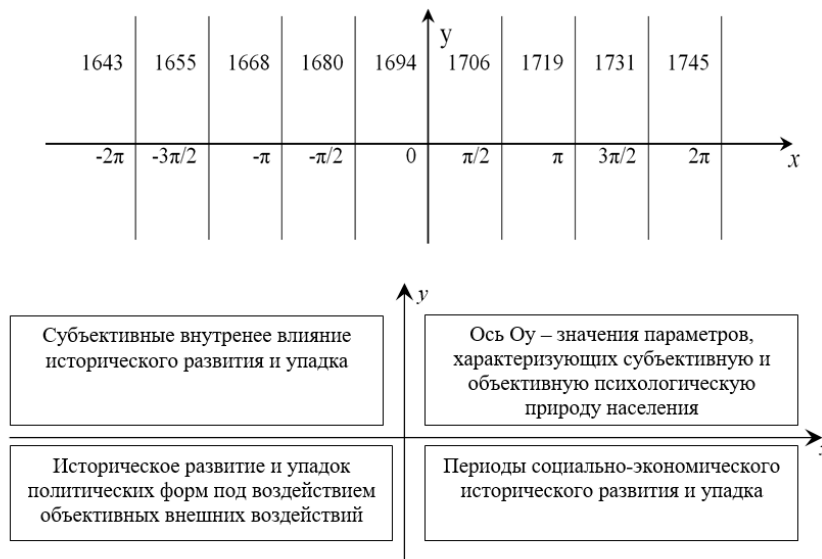 y
1643 1655 1668 1680 1694 1706 1719 1731 1745
-2π -3π/2 -π -π/2 0 π/2 π 3π/2 2π
x
y
Субъективные внутренее влияние
исторического развития и упадка
Ось Оу – значения параметров,
характеризующих субъективную и
объективную психологическую
природу населения
Историческое развитие и упадок
политических форм под воздействием
объективных внешних воздействий
Периоды социально-экономического
исторического развития и упадка